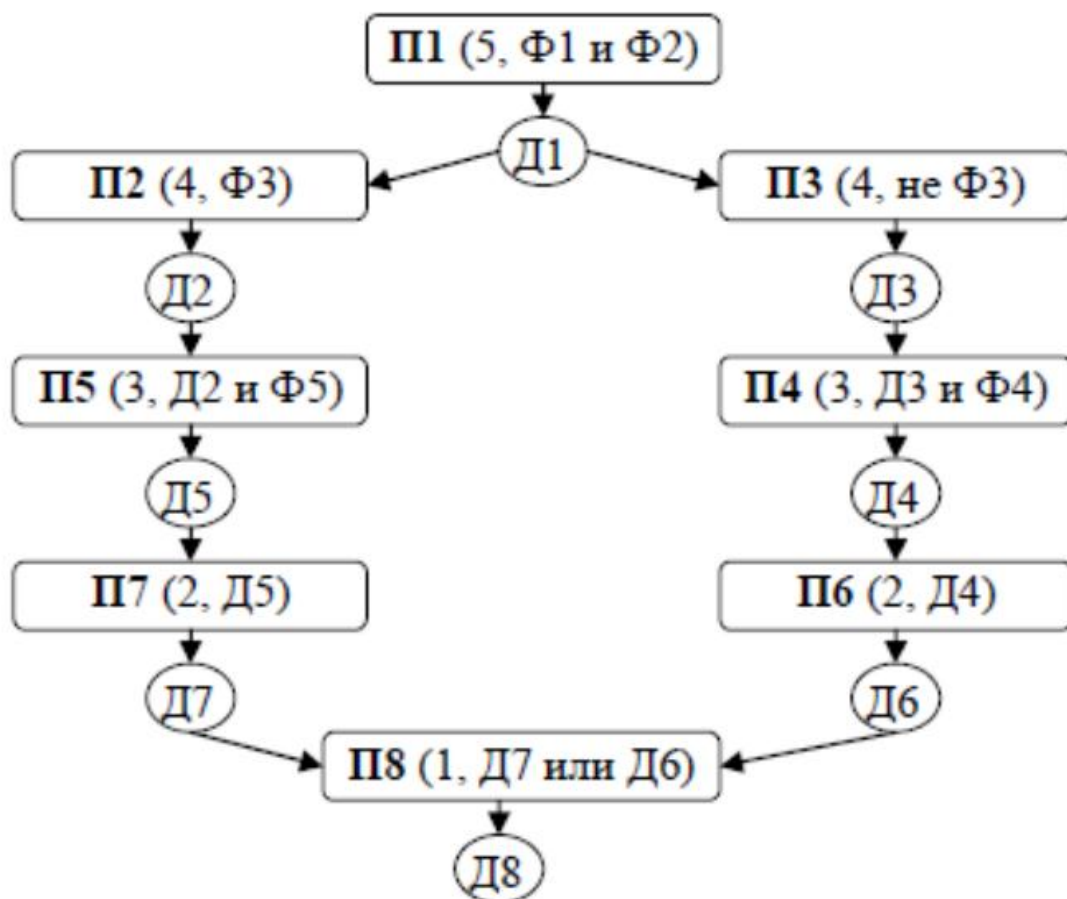 П1 (5, Ф1 и Ф2)
Д1
П2 (4, Ф3)
П3 (4, не Ф3)
Д2
Д3
П5 (3, Д2 и Ф5)
П4 (3, Д3 и Ф4)
Д5
Д4
П7 (2, Д5)
П6 (2, Д4)
Д7
Д6
П8 (1, Д7 или Д6)
Д8